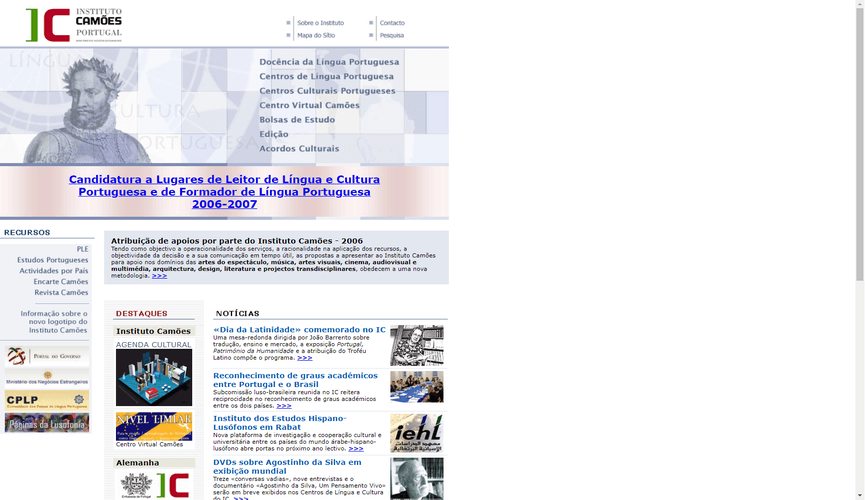 INSTITUTO
CAMÕES
PORTUGAL
Sobre o Instituto
Contacto
Mapa do Sítio
Pesquisa
LÍNGUA
CULTURA
PORTUGUESA
Docência da Língua Portuguesa
Centros de Língua Portuguesa
Centros Culturais Portugueses
Centro Virtual Camões
Bolsas de Estudo
Edição
Acordos Culturais
Candidatura a Lugares de Leitor de Língua e Cultura
Portuguesa e de Formador de Língua Portuguesa
2006-2007
RECURSOS
PLE
Estudos Portugueses
Actividades por País
Encarte Camões
Revista Camões
Informação sobre o
novo logotipo do
Instituto Camões
PORTAL DO GOVERNO
Ministério dos Negócios Estrangeiros
CPLP
Comunidade dos Países de Língua Portuguesa
Páginas da Lusofonia
Atribuição de apoios por parte do Instituto Camões - 2006
Tendo como objectivo a operacionalidade dos serviços, a racionalidade na aplicação dos recursos, a
objectividade da decisão e a sua comunicação em tempo útil, as propostas a apresentar ao Instituto Camões
para apoio nos domínios das artes do espectáculo, música, artes visuais, cinema, audiovisual e
multimédia, arquitectura, design, literatura e projectos transdisciplinares, obedecem a uma nova
metodologia. >>>
DESTAQUES
Instituto Camões
AGENDA CULTURAL
NÍVEL LIMIAR
Centro Virtual Camões
Alemanha
NOTÍCIAS
«Dia da Latinidade» comemorado no IC
Uma mesa-redonda dirigida por João Barrento sobre
tradução, ensino e mercado, a exposição Portugal,
Património da Humanidade e a atribuição do Troféu
Latino compõe o programa. >>>
Reconhecimento de graus académicos
entre Portugal e o Brasil
Subcomissão luso-brasileira reunida no IC reitera
reciprocidade no reconhecimento de graus académicos
entre os dois países. >>>
Instituto dos Estudos Hispano-
Lusófonos em Rabat
Nova plataforma de investigação e cooperação cultural e
universitária entre os países do mundo árabe-hispano-
lusófono abre portas no próximo ano lectivo. >>>
iehl
DVDs sobre Agostinho da Silva em
exibição mundial
Treze «conversas vadias», nove entrevistas e o
documentário «Agostinho da Silva, Um Pensamento Vivo»
serão em breve exibidos nos Centros de Língua e Cultura
do IC. >>>